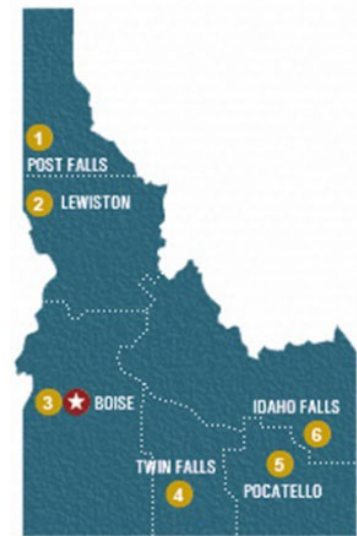 1
POST FALLS
2 LEWISTON
3 BOISE
IDAHO FALLS
6
TWIN FALLS
5
4
POCATELLO